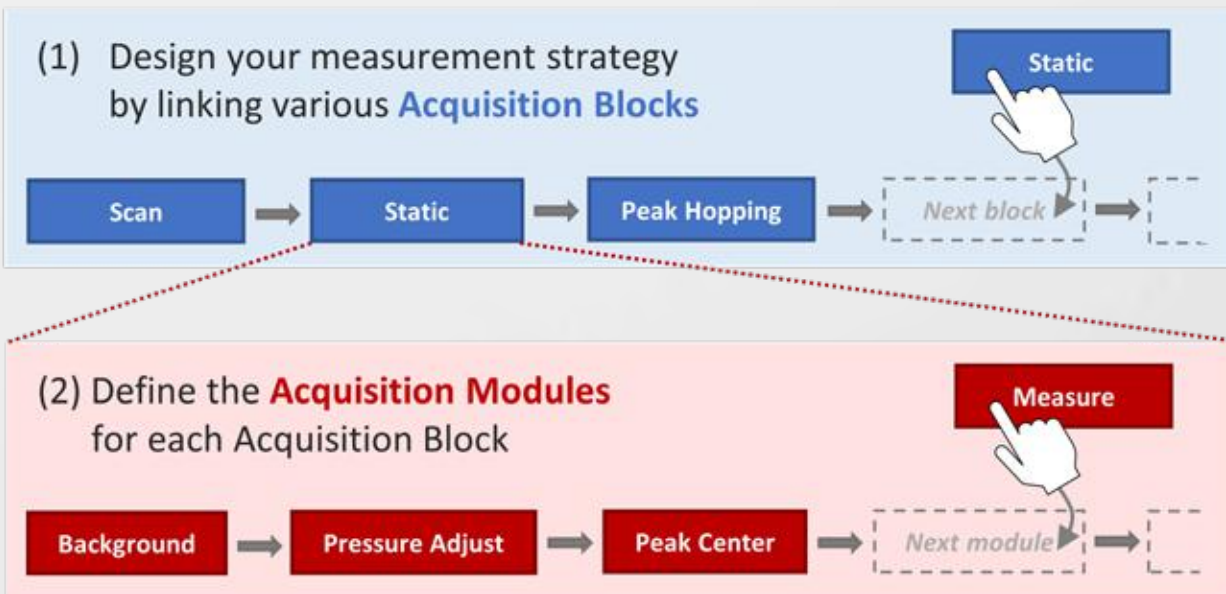 (1) Design your measurement strategy
by linking various Acquisition Blocks
Static
Scan
Static
Peak Hopping
Next block
(2) Define the Acquisition Modules
for each Acquisition Block
Measure
Background
Pressure Adjust
Peak Center
Next module